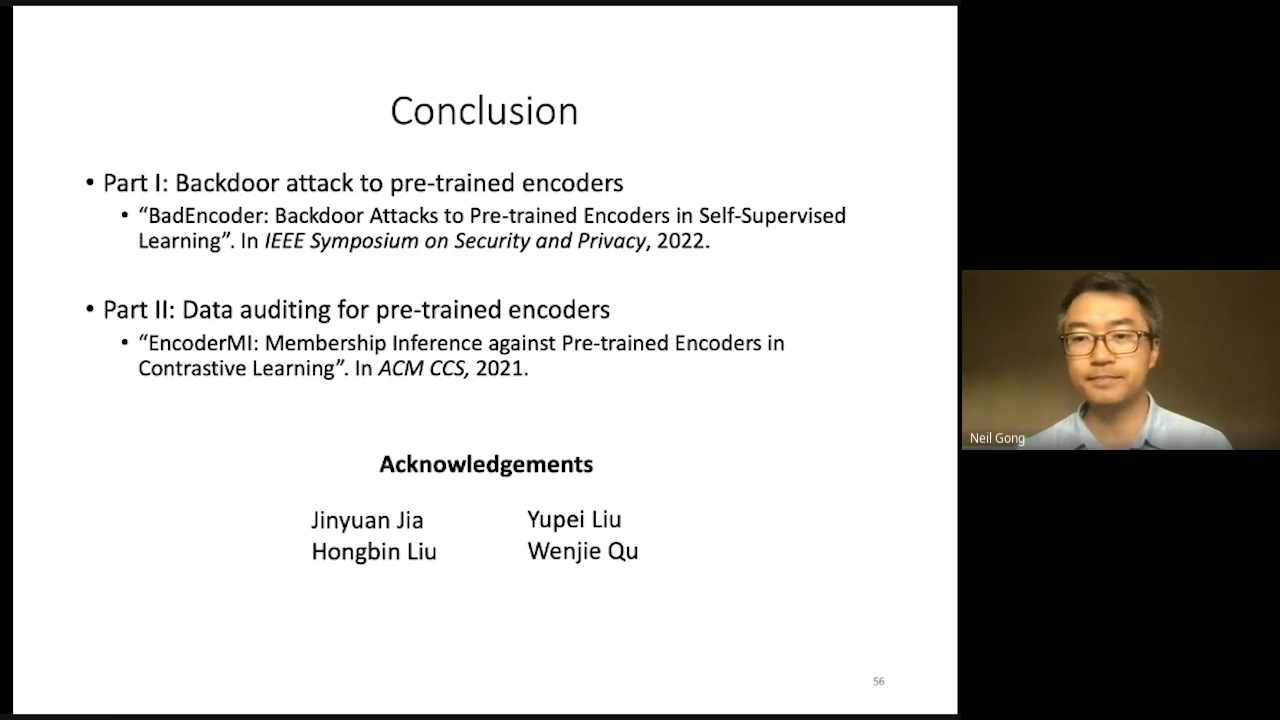 Conclusion
• Part I: Backdoor attack to pre-trained encoders
• “BadEncoder: Backdoor Attacks to Pre-trained Encoders in Self-Supervised
Learning”. In IEEE Symposium on Security and Privacy, 2022.
• Part II: Data auditing for pre-trained encoders
• “EncoderMI: Membership Inference against Pre-trained Encoders in
Contrastive Learning”. In ACM CCS, 2021.
Acknowledgements
Jinyuan Jia Yupei Liu
Hongbin Liu Wenjie Qu
56
Neil Gong